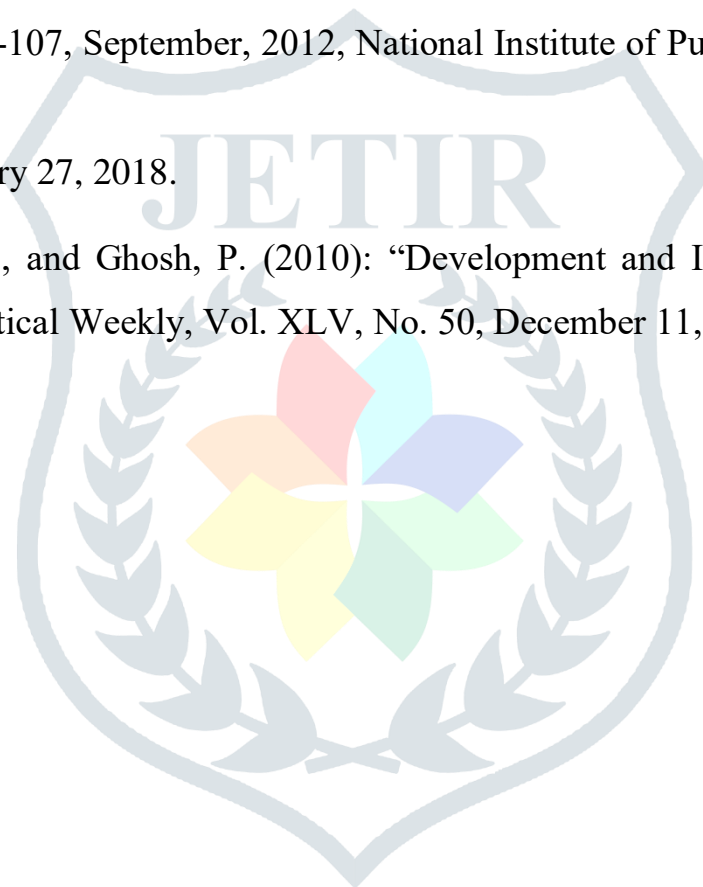 -107, September, 2012, National Institute of Pu
JETIR
ry 27, 2018.
, and Ghosh, P. (2010): “Development and I
tical Weekly, Vol. XLV, No. 50, December 11,